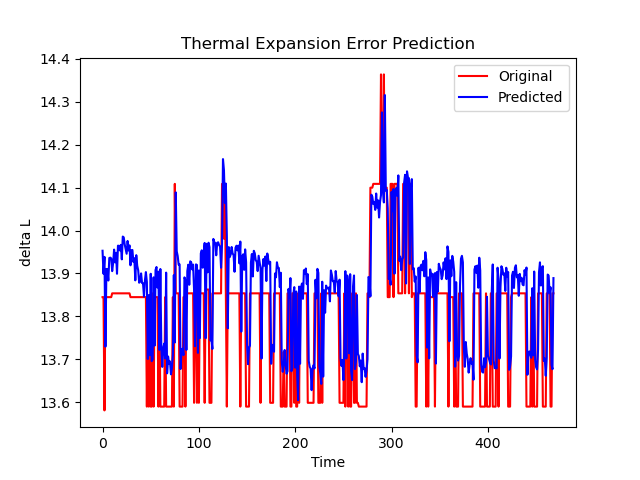 Thermal Expansion Error Prediction
Original
Predicted
delta L
14.4
14.3
14.2
14.1
14.0
13.9
13.8
13.7
13.6
0
100
200
300
400
Time